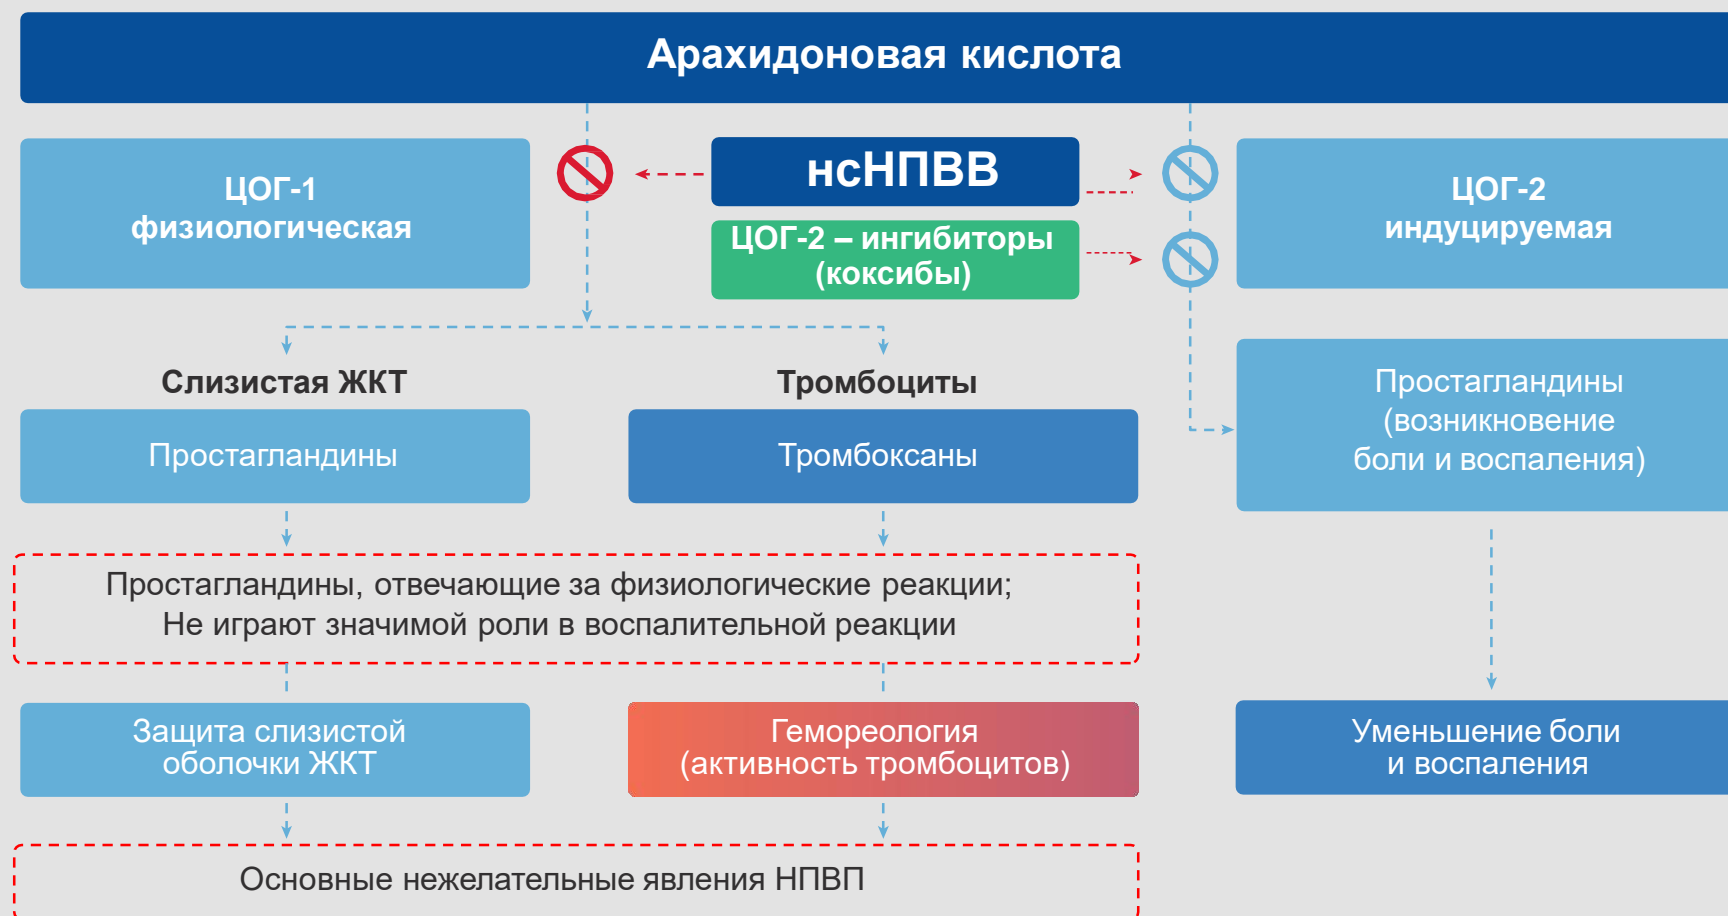 Арахидоновая кислота
ЦОГ-1
физиологическая
нсНПВВ
ЦОГ-2 – ингибиторы
(коксибы)
ЦОГ-2
индуцируемая
Слизистая ЖКТ
Простагландины
Тромбоциты
Тромбоксаны
Простагландины
(возникновение
боли и воспаления)
Простагландины, отвечающие за физиологические реакции;
Не играют значимой роли в воспалительной реакции
Защита слизистой
оболочки ЖКТ
Гемореология
(активность тромбоцитов)
Уменьшение боли
и воспаления
Основные нежелательные явления НПВП